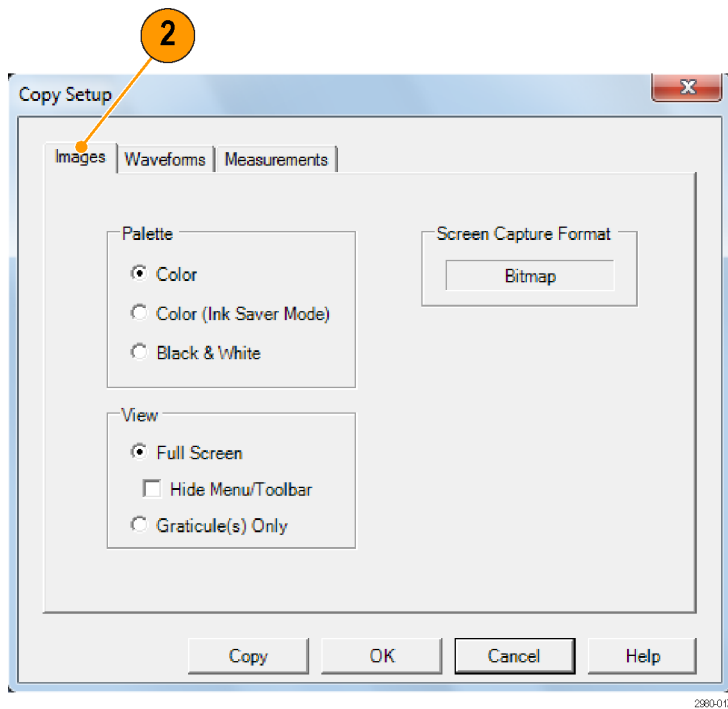 2
Copy Setup
Images Waveforms Measurements
Palette
Color
Color (Ink Saver Mode)
Black & White
Screen Capture Format
Bitmap
View
Full Screen
Hide Menu/Toolbar
Graticule(s) Only
Copy OK Cancel Help